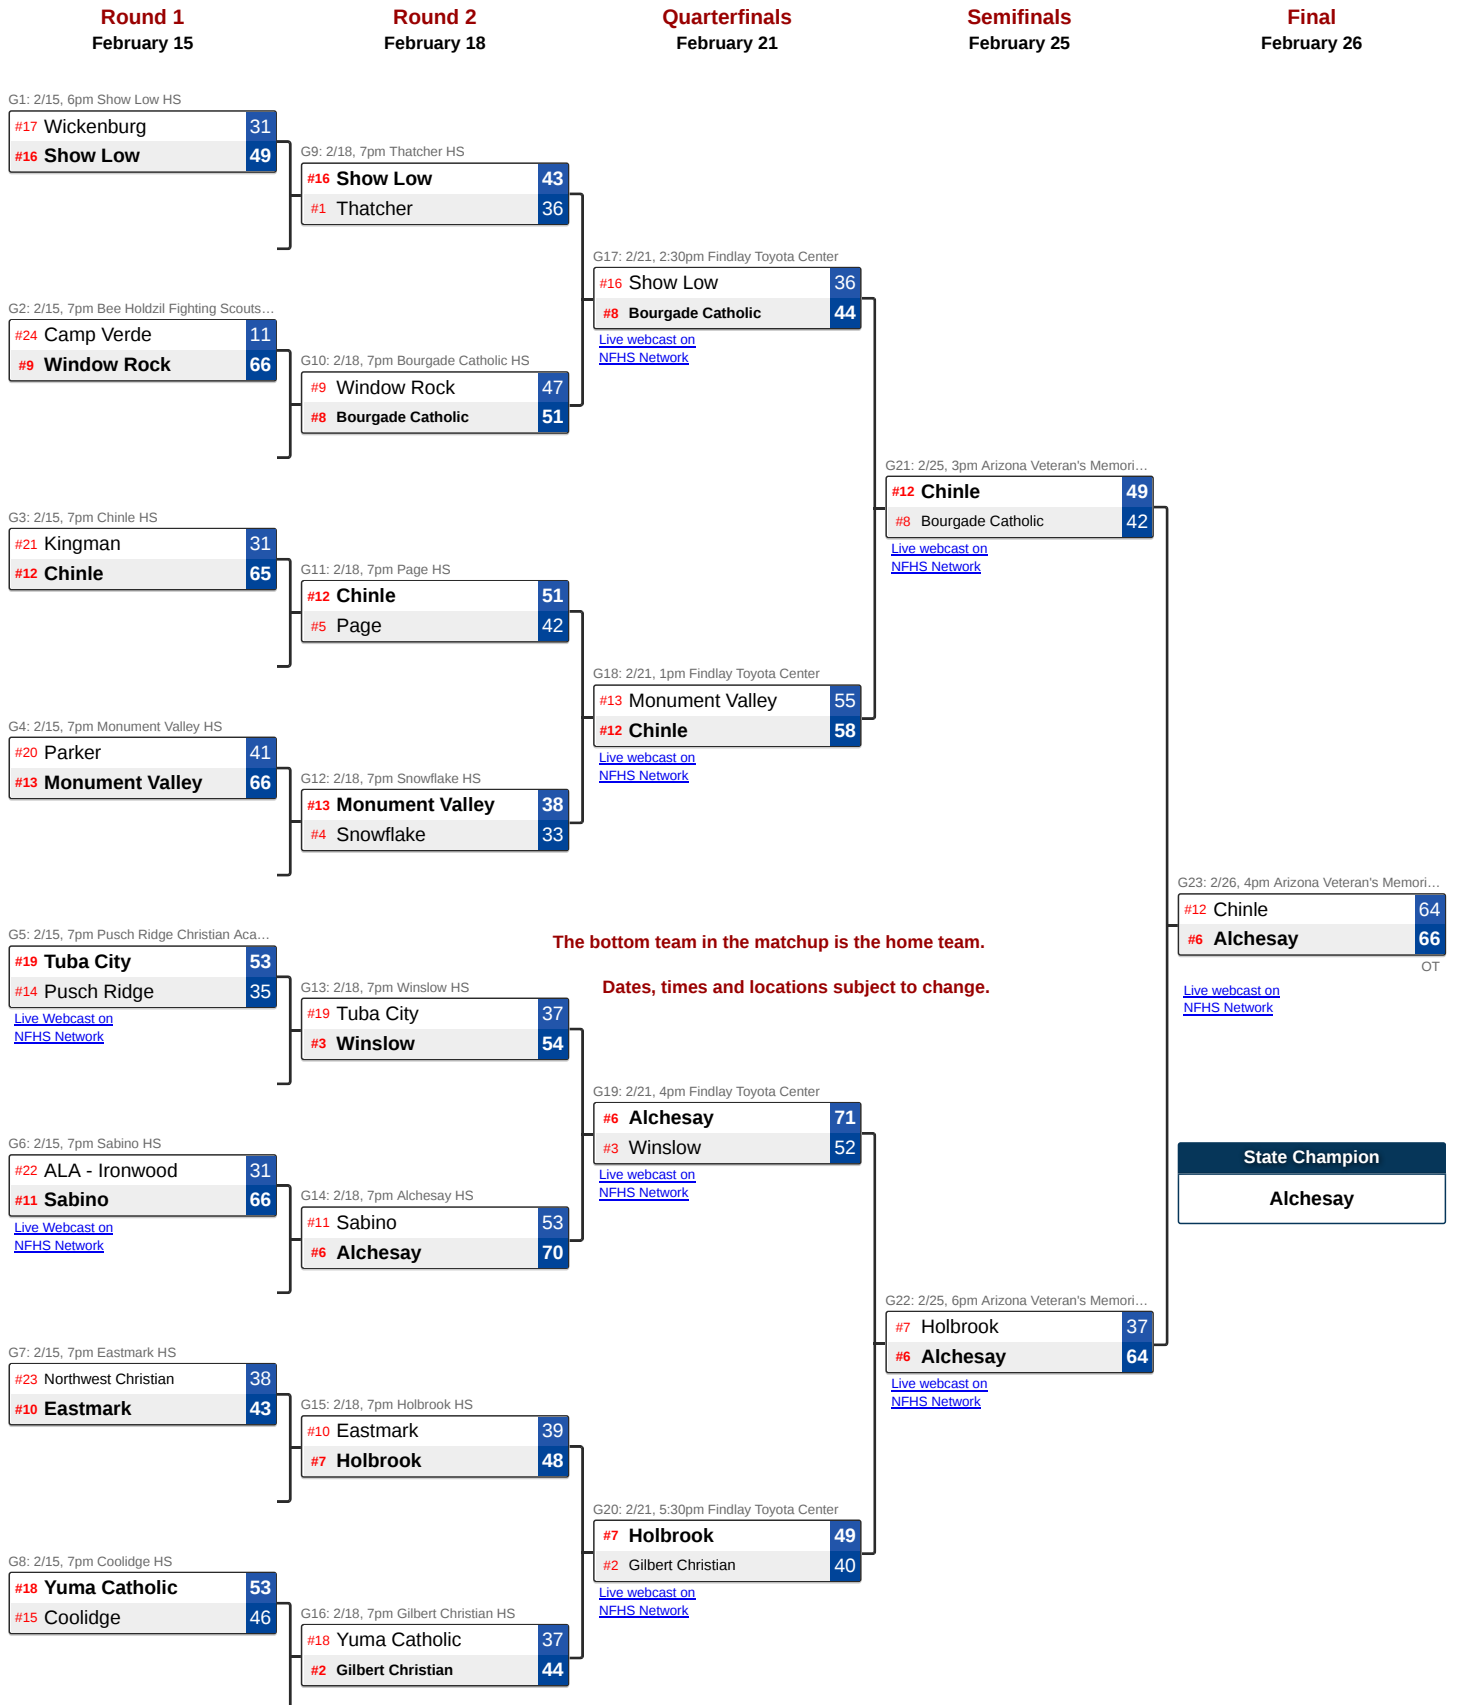 Round 1
February 15
Round 2
February 18
Quarterfinals
February 21
Semifinals
February 25
Final
February 26
G1: 2/15, 6pm Show Low HS
#17 Wickenburg 31
#16 Show Low 49
G2: 2/15, 7pm Bee Holdzil Fighting Scouts…
#24 Camp Verde 11
#9 Window Rock 66
G3: 2/15, 7pm Chinle HS
#21 Kingman 31
#12 Chinle 65
G4: 2/15, 7pm Monument Valley HS
#20 Parker 41
#13 Monument Valley 66
G5: 2/15, 7pm Pusch Ridge Christian Aca…
#19 Tuba City 53
#14 Pusch Ridge 35
Live Webcast on
NFHS Network
G6: 2/15, 7pm Sabino HS
#22 ALA - Ironwood 31
#11 Sabino 66
Live Webcast on
NFHS Network
G7: 2/15, 7pm Eastmark HS
#23 Northwest Christian 38
#10 Eastmark 43
G8: 2/15, 7pm Coolidge HS
#18 Yuma Catholic 53
#15 Coolidge 46
G9: 2/18, 7pm Thatcher HS
#16 Show Low 43
#1 Thatcher 36
G10: 2/18, 7pm Bourgade Catholic HS
#9 Window Rock 47
#8 Bourgade Catholic 51
G11: 2/18, 7pm Page HS
#12 Chinle 51
#5 Page 42
G12: 2/18, 7pm Snowflake HS
#13 Monument Valley 38
#4 Snowflake 33
G13: 2/18, 7pm Winslow HS
#19 Tuba City 37
#3 Winslow 54
G14: 2/18, 7pm Alchesay HS
#11 Sabino 53
#6 Alchesay 70
G15: 2/18, 7pm Holbrook HS
#10 Eastmark 39
#7 Holbrook 48
G16: 2/18, 7pm Gilbert Christian HS
#18 Yuma Catholic 37
#2 Gilbert Christian 44
G17: 2/21, 2:30pm Findlay Toyota Center
#16 Show Low 36
#8 Bourgade Catholic 44
Live webcast on
NFHS Network
G18: 2/21, 1pm Findlay Toyota Center
#13 Monument Valley 55
#12 Chinle 58
Live webcast on
NFHS Network
The bottom team in the matchup is the home team.
Dates, times and locations subject to change.
G19: 2/21, 4pm Findlay Toyota Center
#6 Alchesay 71
#3 Winslow 52
Live webcast on
NFHS Network
G20: 2/21, 5:30pm Findlay Toyota Center
#7 Holbrook 49
#2 Gilbert Christian 40
Live webcast on
NFHS Network
G21: 2/25, 3pm Arizona Veteran's Memori…
#12 Chinle 49
#8 Bourgade Catholic 42
Live webcast on
NFHS Network
G22: 2/25, 6pm Arizona Veteran's Memori…
#7 Holbrook 37
#6 Alchesay 64
Live webcast on
NFHS Network
G23: 2/26, 4pm Arizona Veteran's Memori…
#12 Chinle 64
#6 Alchesay 66
OT
Live webcast on
NFHS Network
State Champion
Alchesay